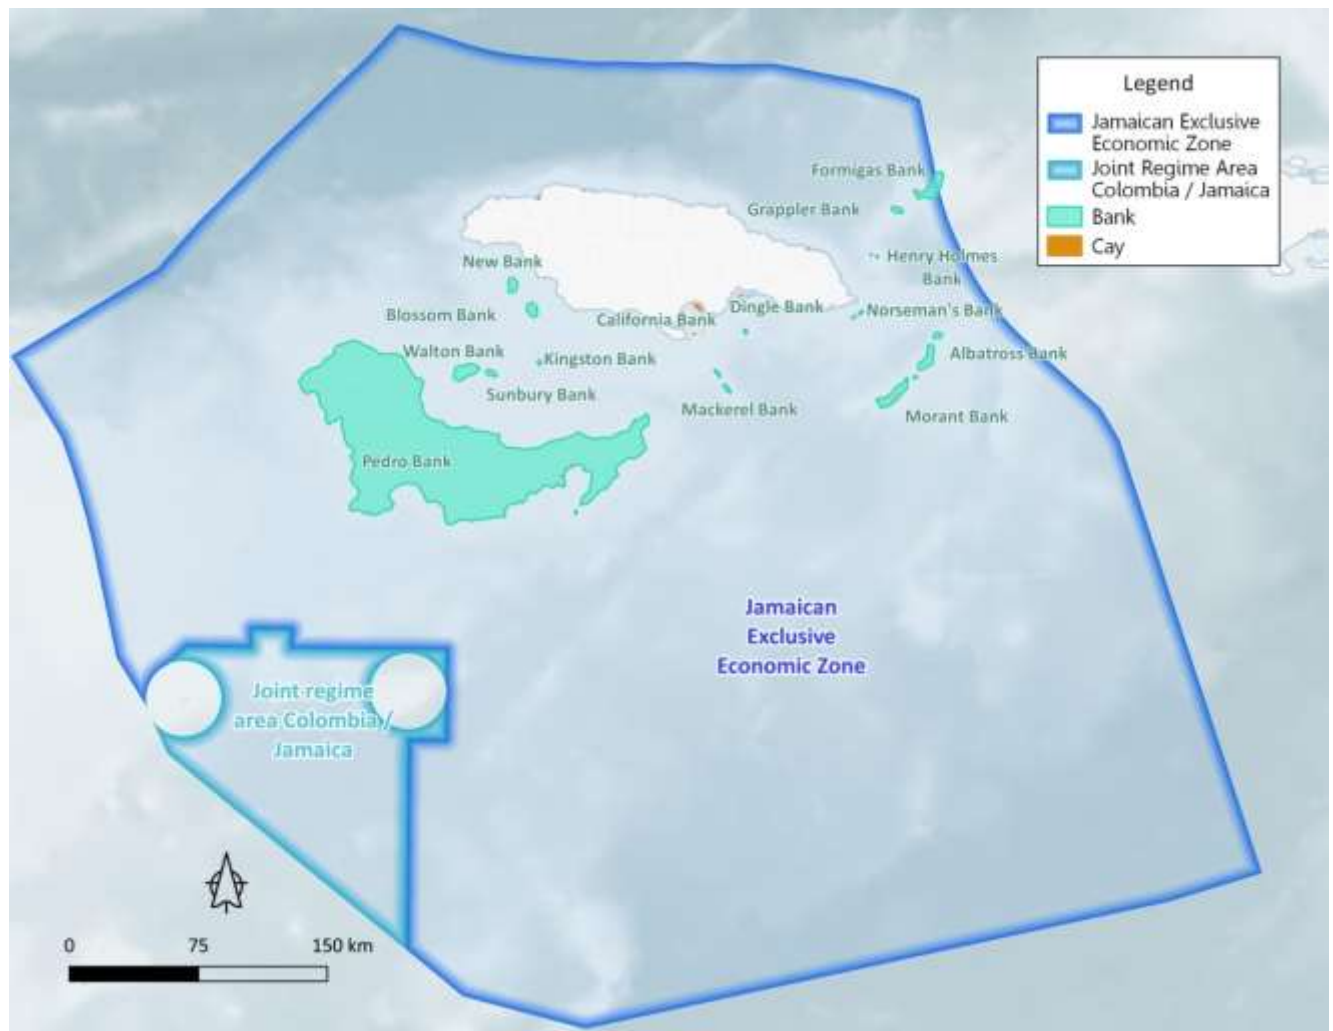 Legend
Jamaican Exclusive
Economic Zone
Joint Regime Area
Colombia / Jamaica
Bank
Cay
Formigas Bank
Grappler Bank
Henry Holmes
Bank
New Bank
Dingle Bank
Norseman's Bank
Blossom Bank
California Bank
Walton Bank
Kingston Bank
Albatross Bank
Sunbury Bank
Mackerel Bank
Morant Bank
Pedro Bank
Jamaican
Exclusive
Economic Zone
Joint regime
area Colombia /
Jamaica
0 75 150 km